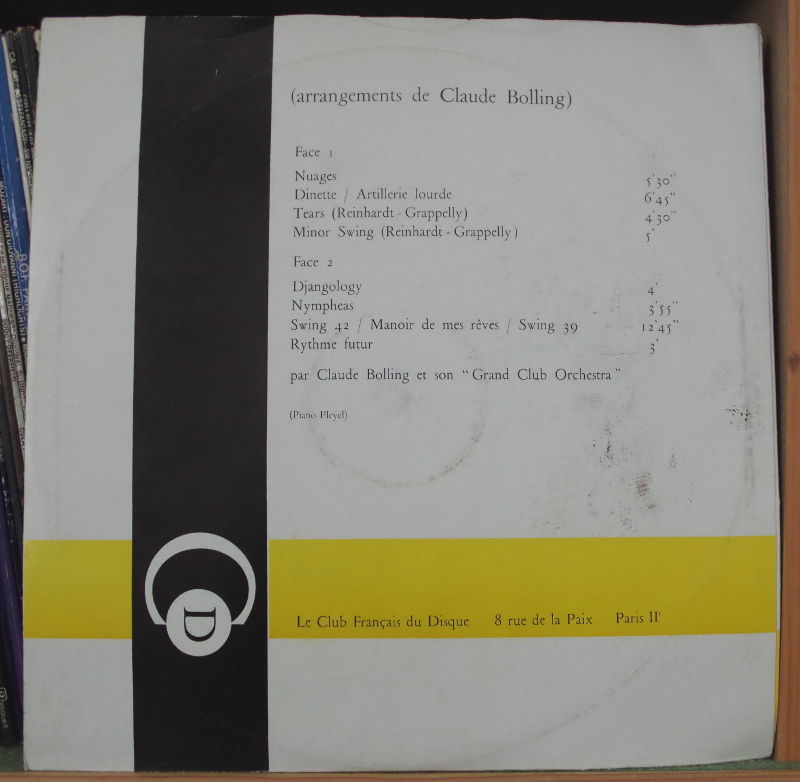 (arrangements de Claude Bolling)
Face 1
Nuages 5'30"
Dinette / Artillerie lourde 6'45"
Tears (Reinhardt - Grappelly) 4'30"
Minor Swing (Reinhardt - Grappelly) 5'
Face 2
Djangology 4'
Nympheas 3'55"
Swing 42 / Manoir de mes rêves / Swing 39 12'45"
Rythme futur 3'
par Claude Bolling et son "Grand Club Orchestra"
(Piano Pleyel)
D
Le Club Français du Disque 8 rue de la Paix Paris IIe